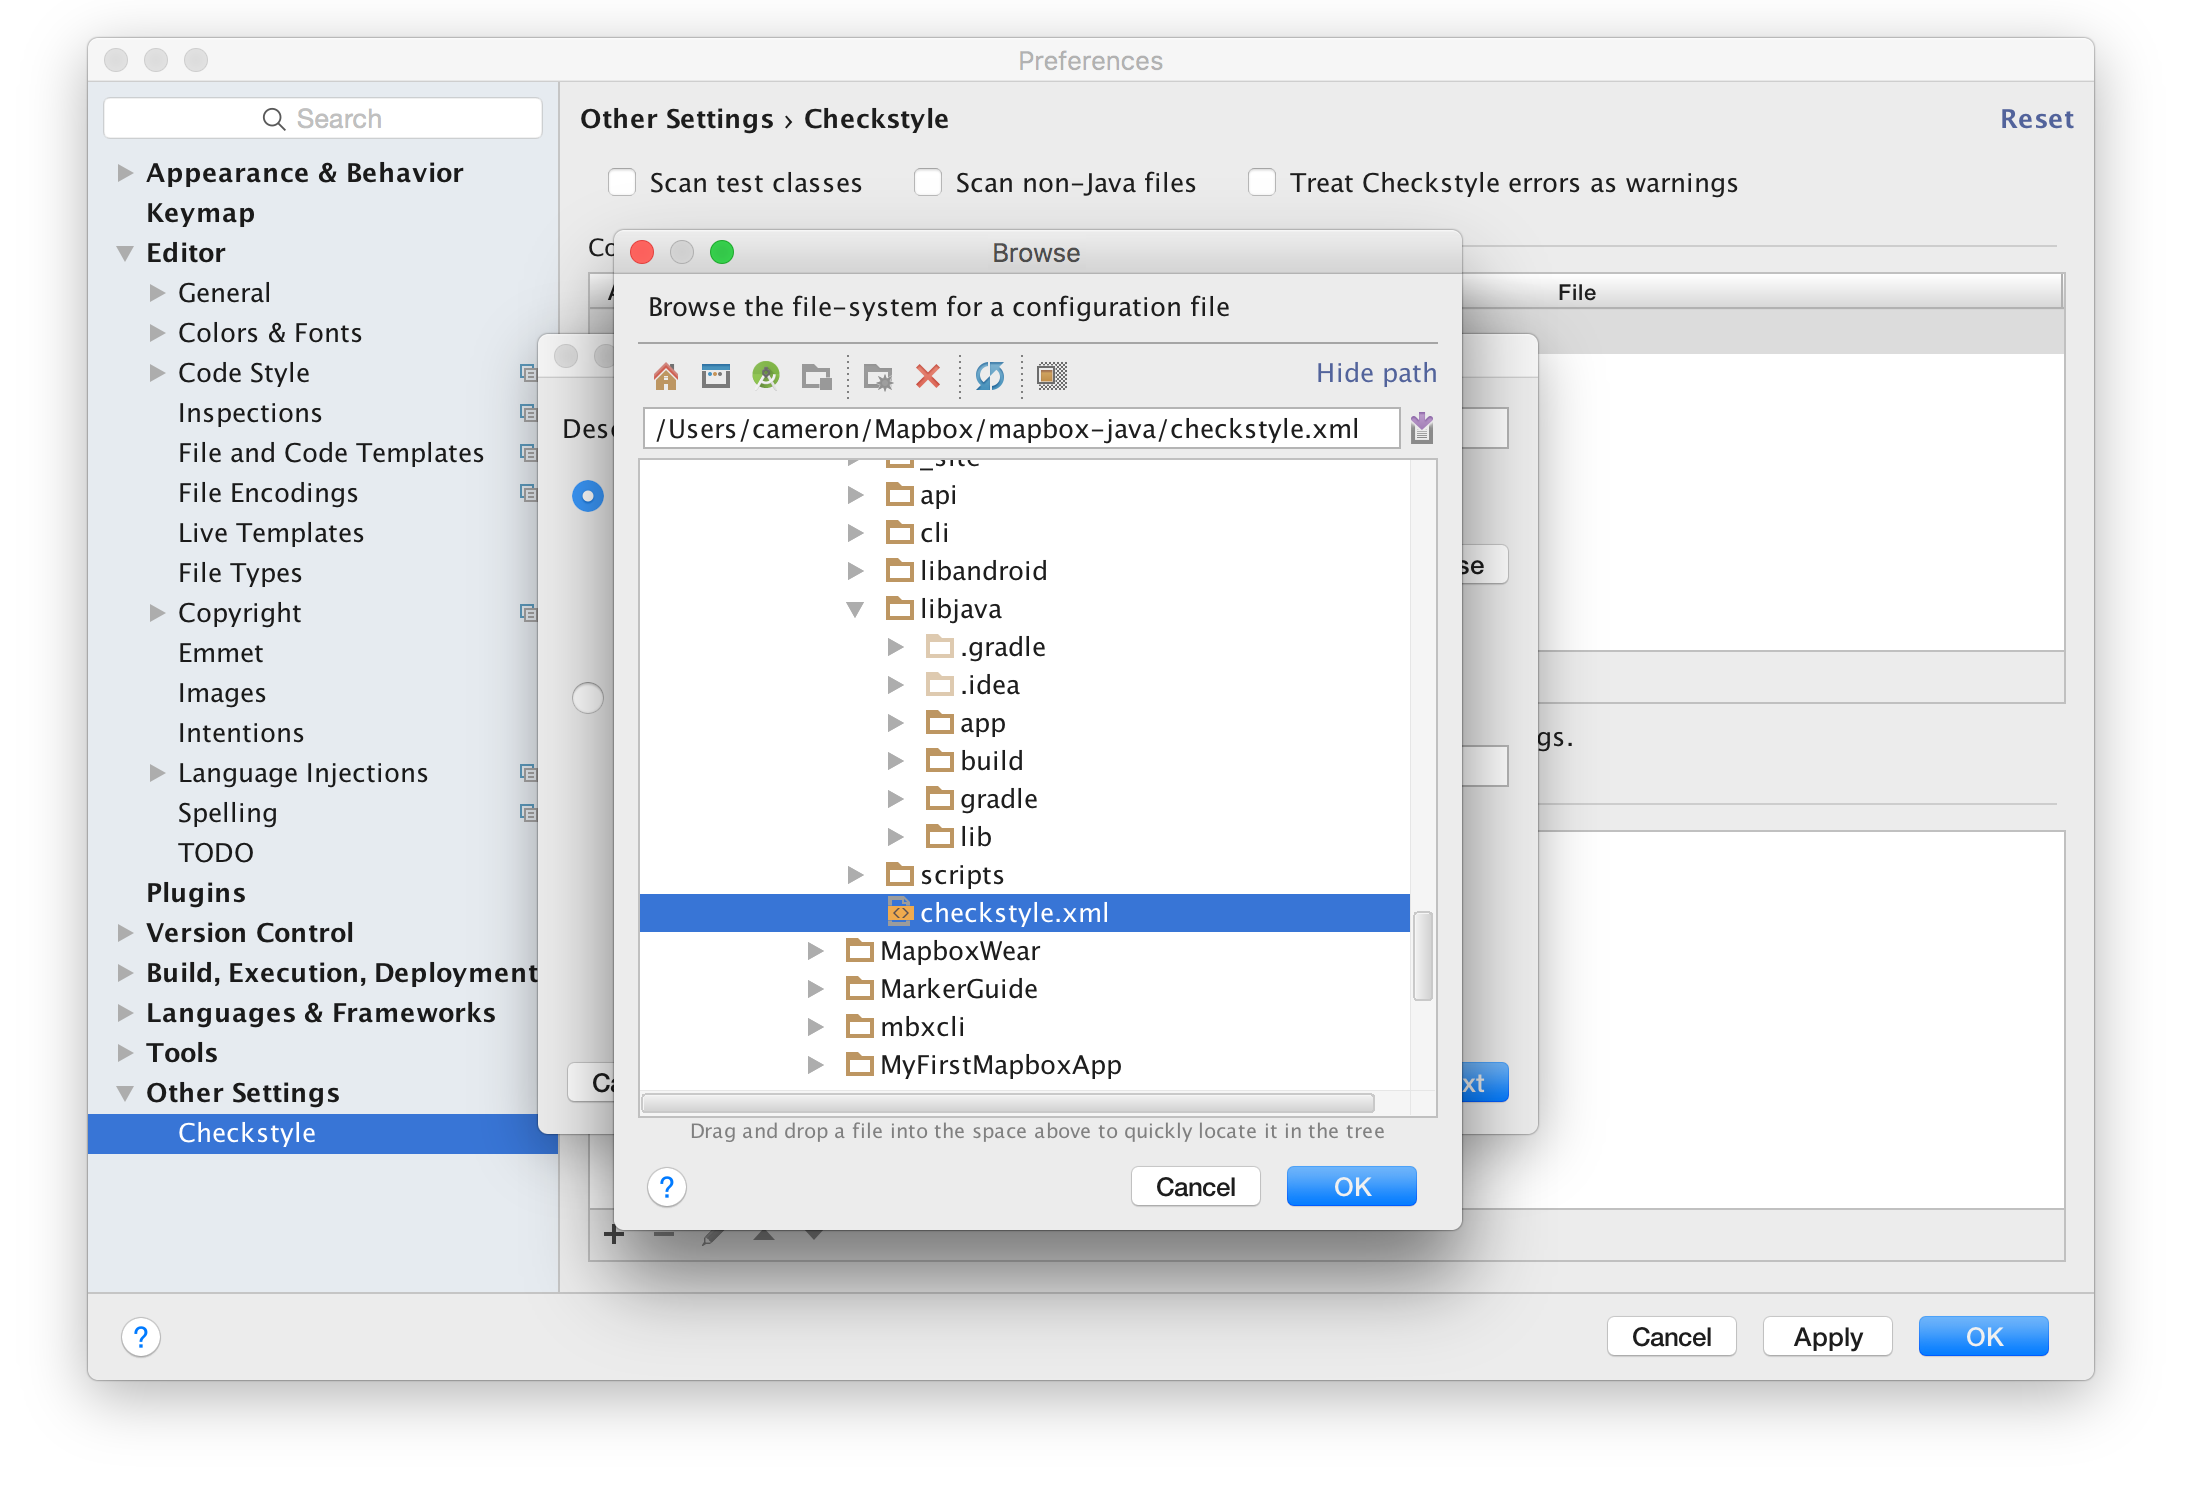 Preferences
Search
Appearance & Behavior
Keymap
Editor
General
Colors & Fonts
Code Style
Inspections
File and Code Templates
File Encodings
Live Templates
File Types
Copyright
Emmet
Images
Intentions
Language Injections
Spelling
TODO
Plugins
Version Control
Build, Execution, Deployment
Languages & Frameworks
Tools
Other Settings
Checkstyle
Other Settings › Checkstyle
Reset
Scan test classes
Scan non-Java files
Treat Checkstyle errors as warnings
File
gs.
Browse
Browse the file-system for a configuration file
Hide path
/Users/cameron/Mapbox/mapbox-java/checkstyle.xml
_site
api
cli
libandroid
libjava
.gradle
.idea
app
build
gradle
lib
scripts
checkstyle.xml
MapboxWear
MarkerGuide
mbxcli
MyFirstMapboxApp
Drag and drop a file into the space above to quickly locate it in the tree
?
Cancel
OK
?
Cancel
Apply
OK